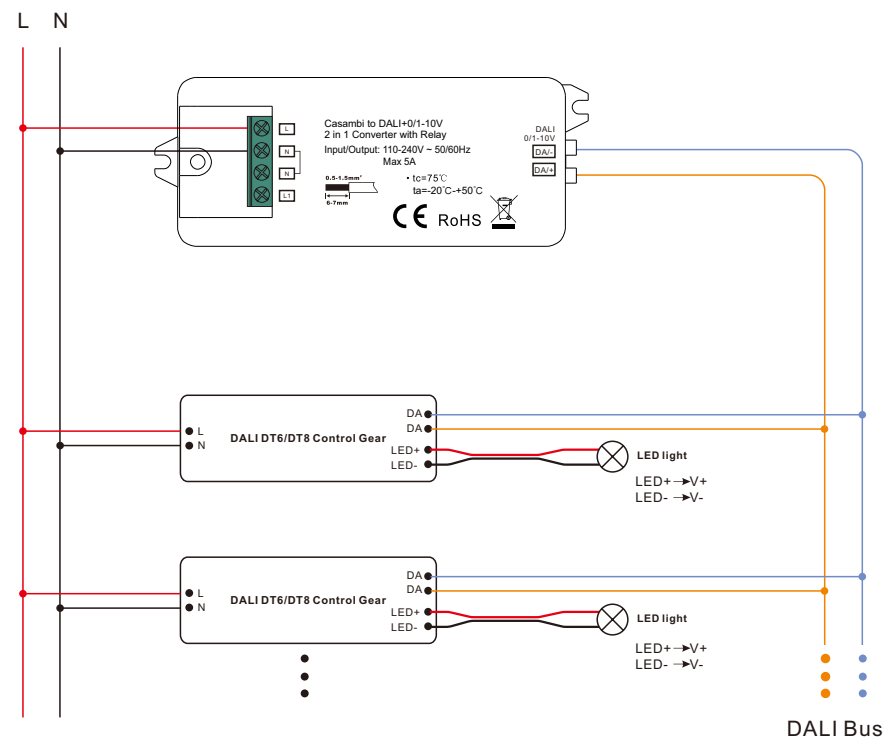 L N
Casambi to DALI+0/1-10V
2 in 1 Converter with Relay
Input/Output: 110-240V ~ 50/60Hz
Max 5A
0.5-1.5mm²
6-7mm
• tc=75℃
ta=-20℃-+50℃
CE RoHS
L
N
N
L1
DALI
0/1-10V
DA/-
DA/+
DALI DT6/DT8 Control Gear
L
N
DA
DA
LED+
LED-
LED light
LED+→V+
LED- →V-
DALI DT6/DT8 Control Gear
L
N
DA
DA
LED+
LED-
LED light
LED+→V+
LED- →V-
DALI Bus